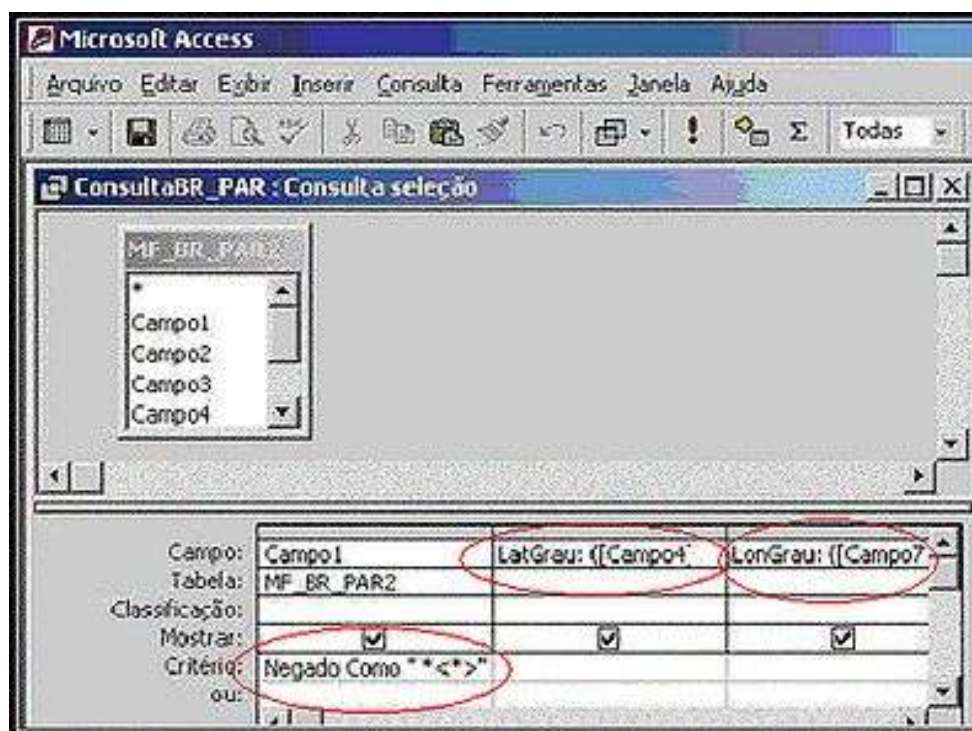 Microsoft Access
Arquivo Editar Exibir Inserir Consulta Ferramentas Janela Ajuda
Todas
ConsultaBR_PAR : Consulta seleção
MF_BR_PAR2
*
Campo1
Campo2
Campo3
Campo4
Campo: Campo1 LatGrau: ([Campo4] LonGrau: ([Campo7
Tabela: MF_BR_PAR2
Classificação:
Mostrar:
Critério: Negado Como "*<*>"
ou: